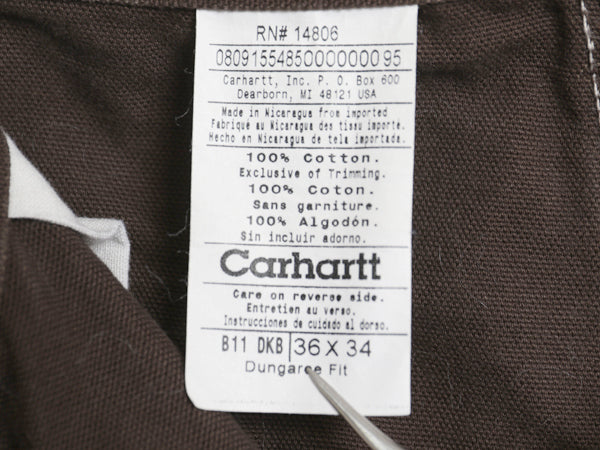 RN# 14806
080915548500000000095
Carhartt, Inc. P. O. Box 600
Dearborn, MI 48121 USA
Made in Nicaragua from imported
Fabriqué au Nicaragua des tissu importé.
Hecho en Nicaragua de tela importada.
100% Cotton.
Exclusive of Trimming.
100% Coton.
Sans garniture.
100% Algodón.
Sin incluir adorno.
Carhartt
Care on reverse side.
Entretien au verso.
Instrucciones de cuidado al dorso.
B11 DKB 36 X 34
Dungaree Fit